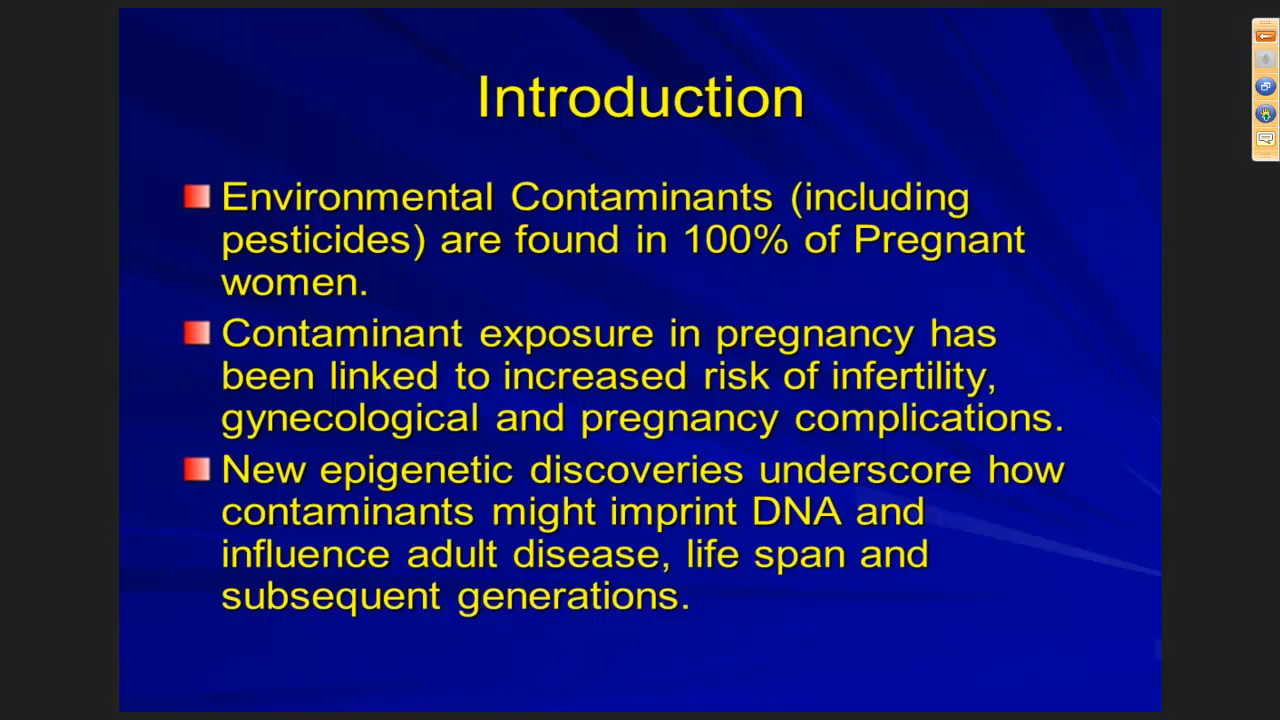 Introduction
Environmental Contaminants (including
pesticides) are found in 100% of Pregnant
women.
Contaminant exposure in pregnancy has
been linked to increased risk of infertility,
gynecological and pregnancy complications.
New epigenetic discoveries underscore how
contaminants might imprint DNA and
influence adult disease, life span and
subsequent generations.